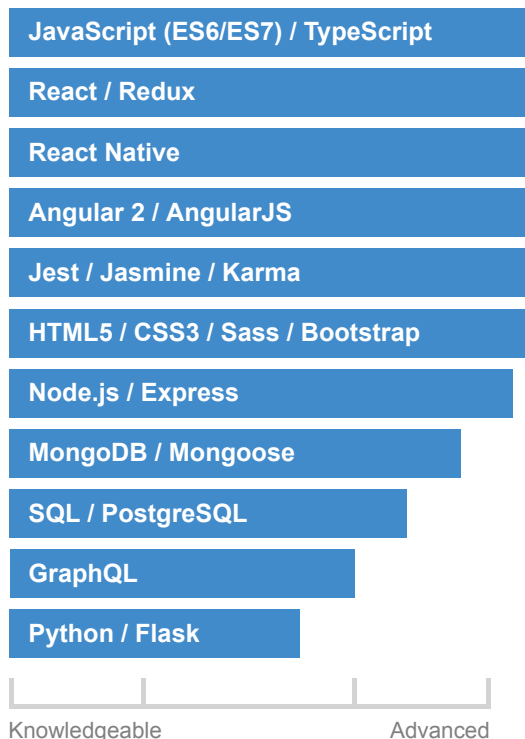 JavaScript (ES6/ES7) / TypeScript
React / Redux
React Native
Angular 2 / AngularJS
Jest / Jasmine / Karma
HTML5 / CSS3 / Sass / Bootstrap
Node.js / Express
MongoDB / Mongoose
SQL / PostgreSQL
GraphQL
Python / Flask
Knowledgeable Advanced